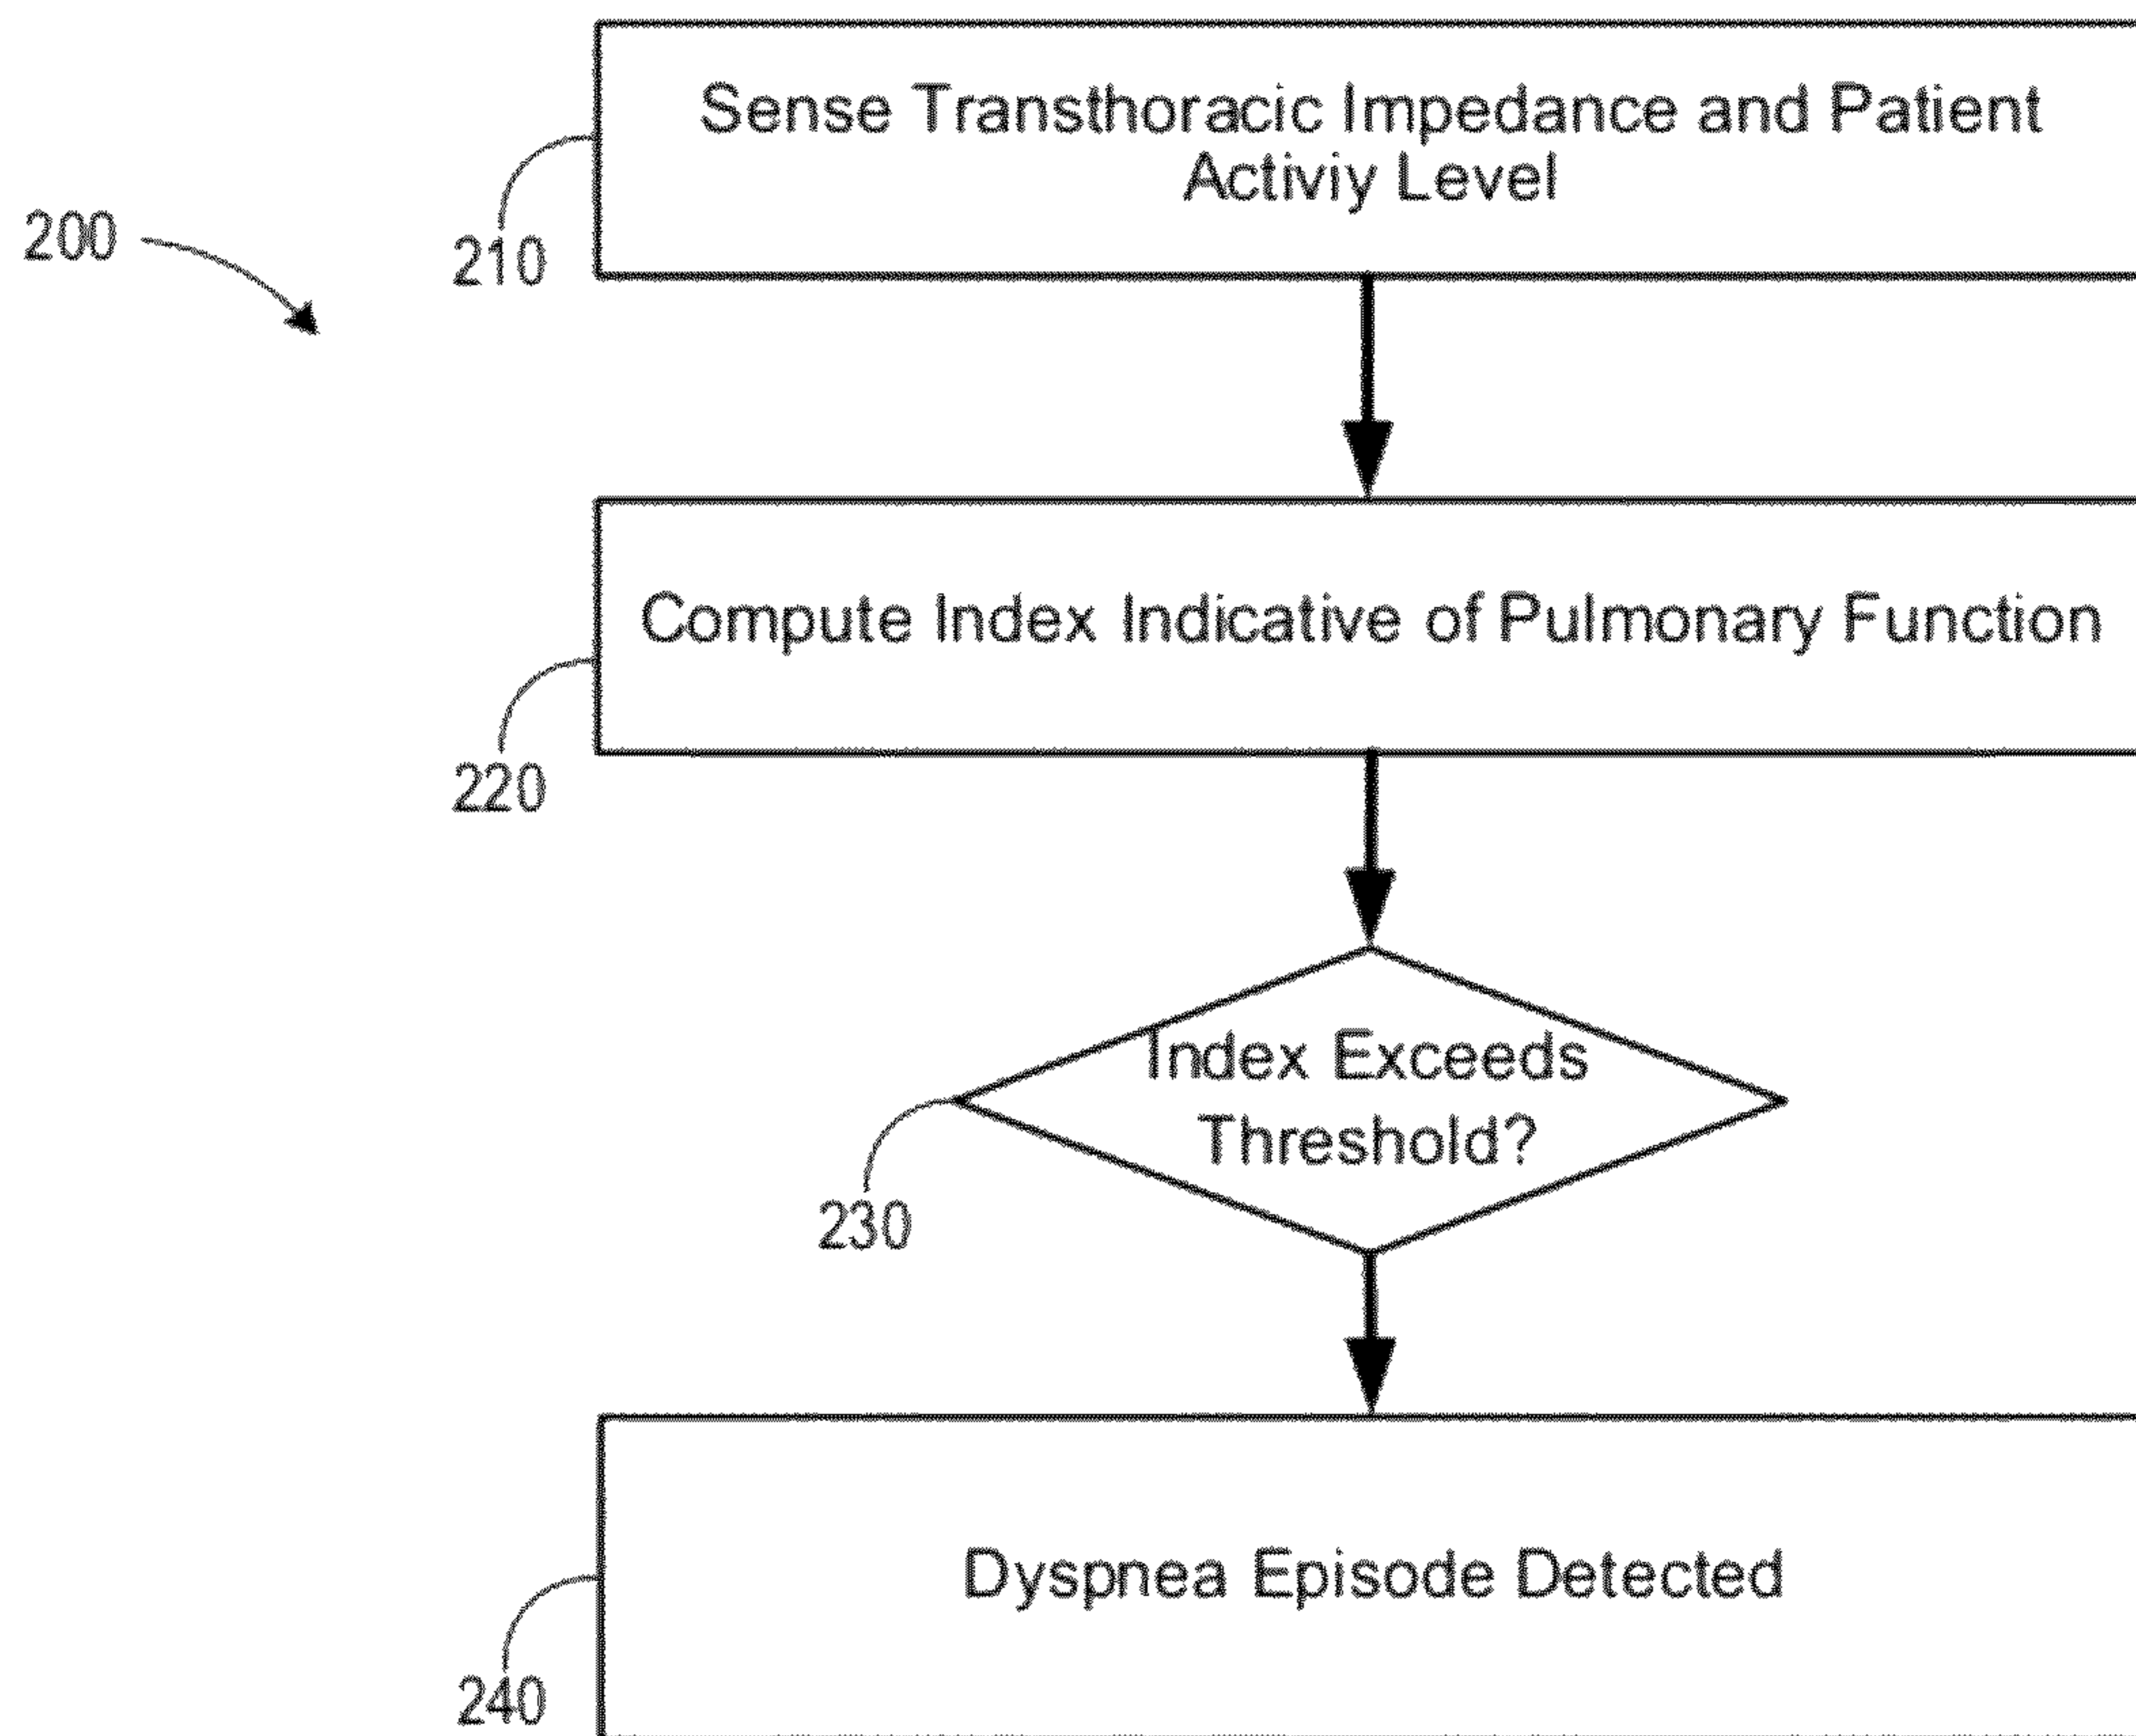 Sense Transthoracic Impedance and Patient
Activiy Level
200
210
Compute Index Indicative of Pulmonary Function
220
Index Exceeds
Threshold?
230
Dyspnea Episode Detected
240